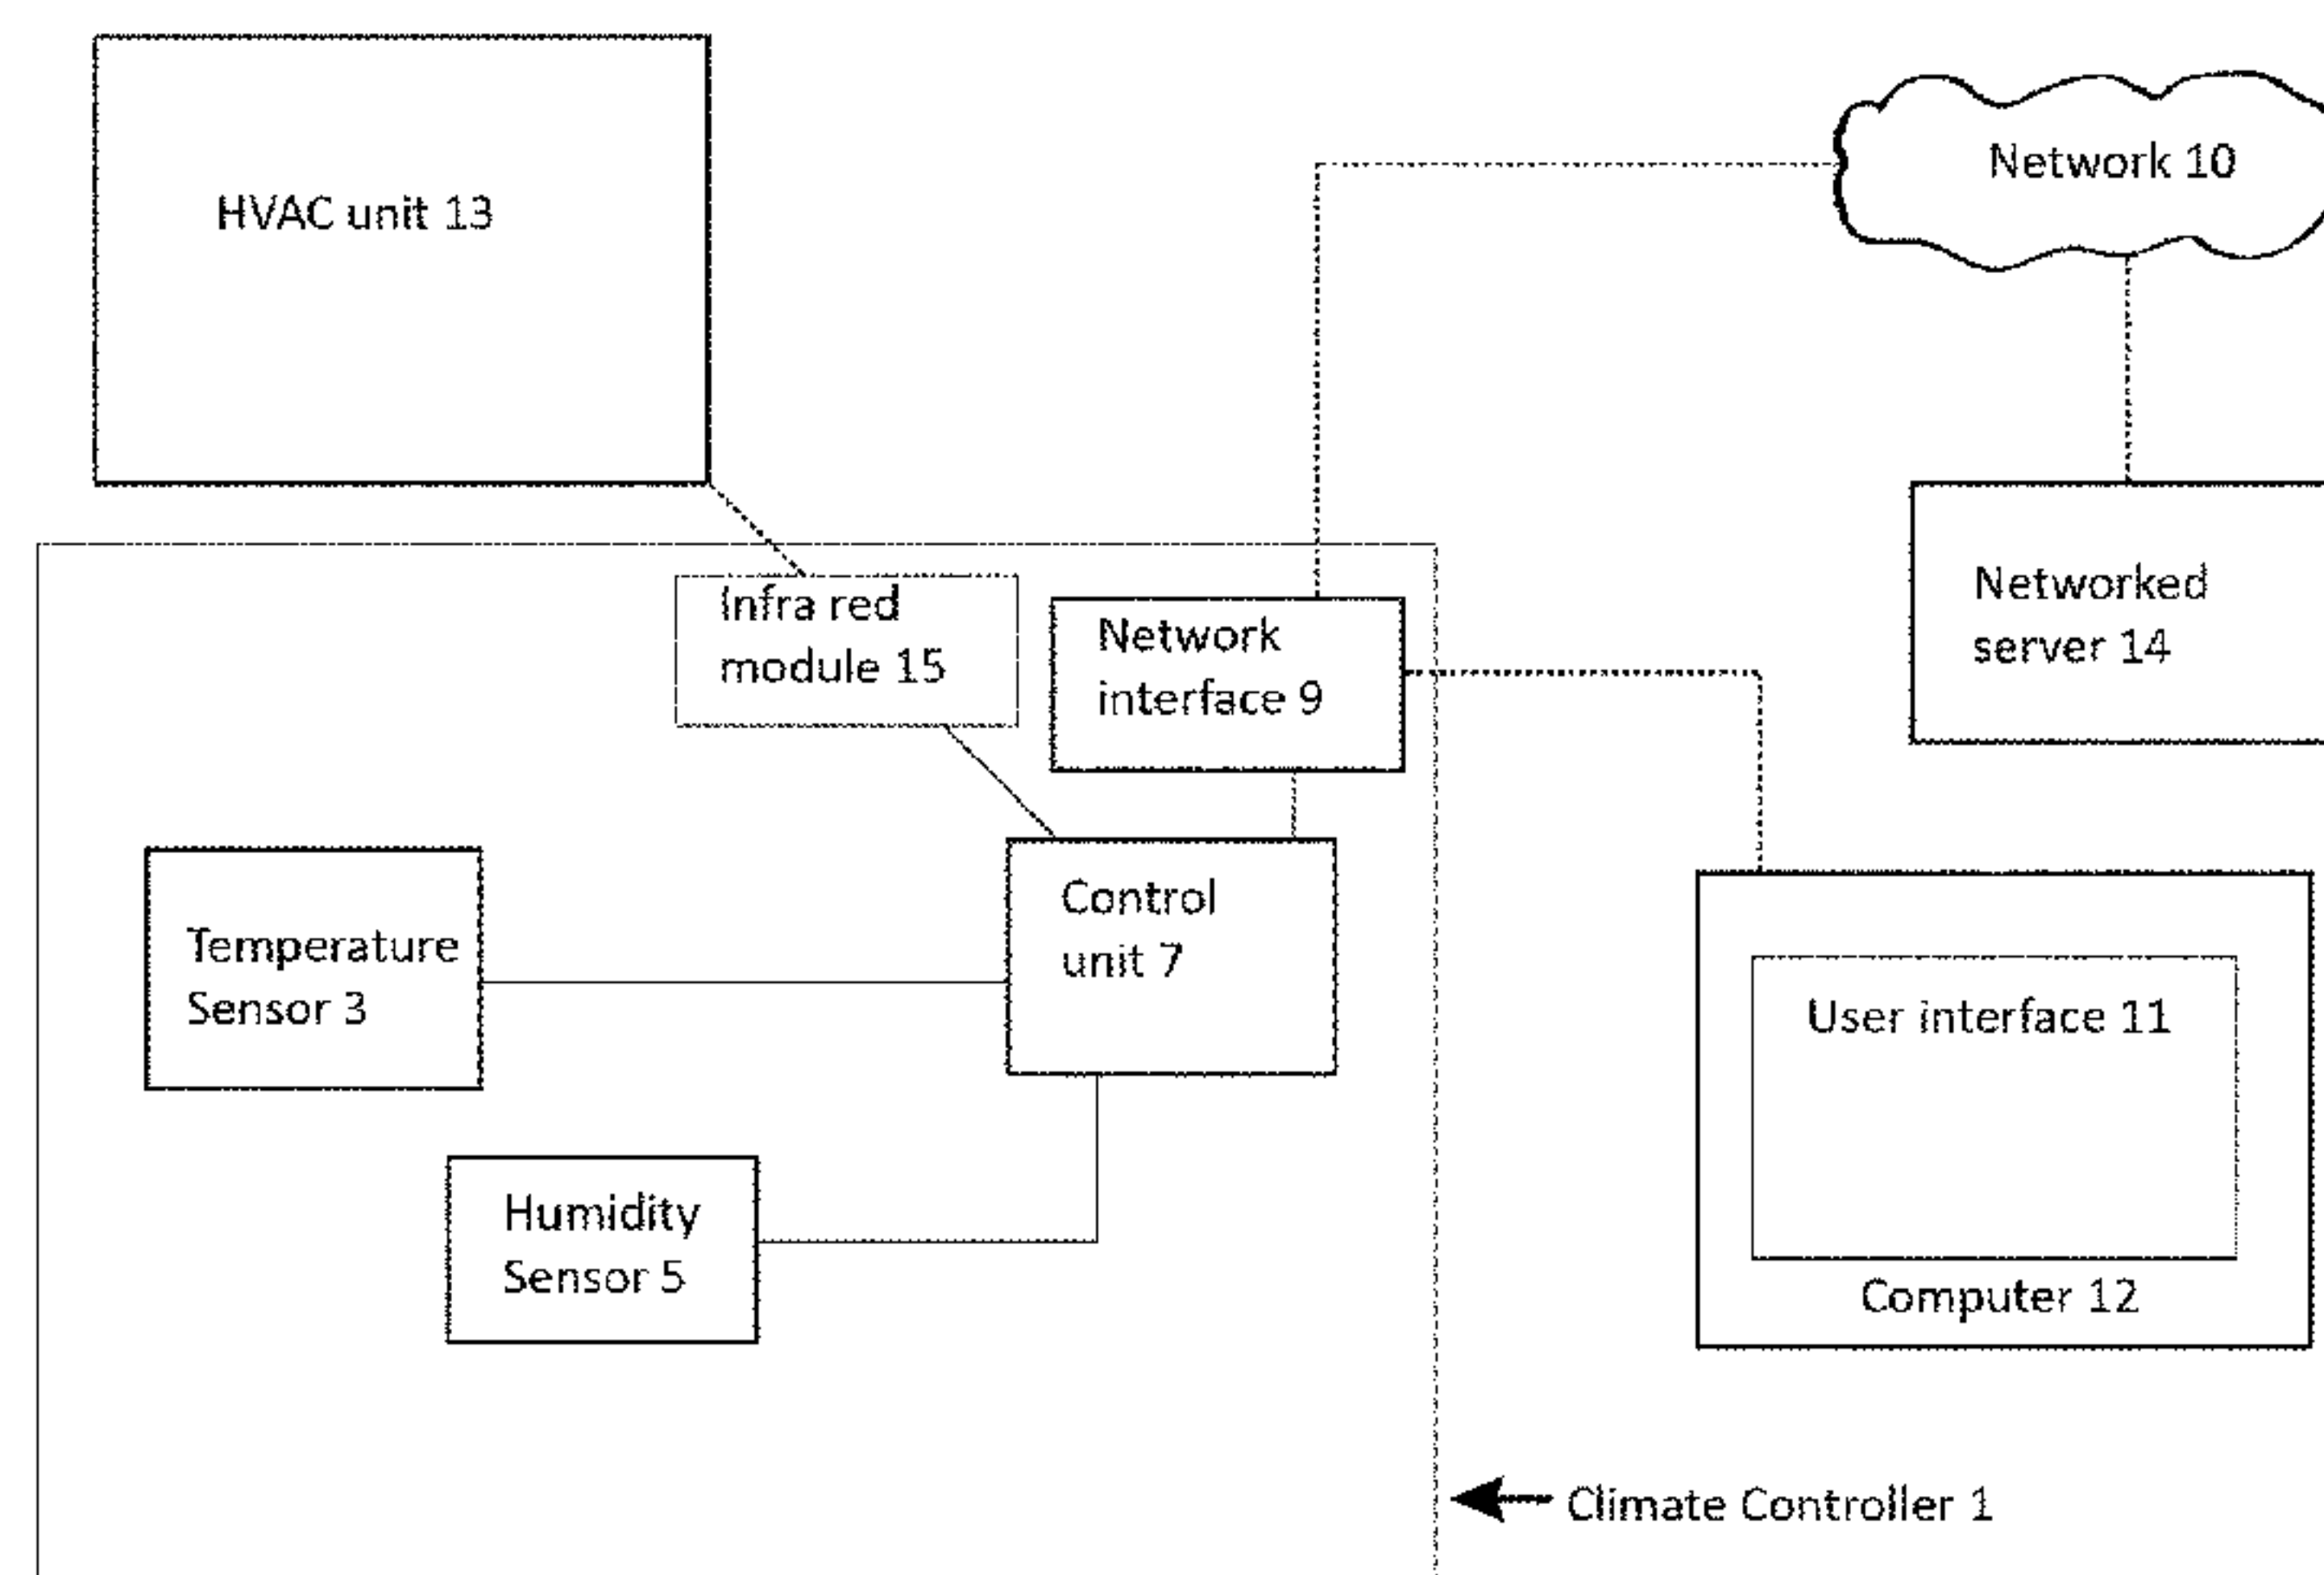 HVAC unit 13
Network 10
Infra red
module 15
Network
interface 9
Networked
server 14
Control
unit 7
Temperature
Sensor 3
User interface 11
Humidity
Sensor 5
Computer 12
Climate Controller 1